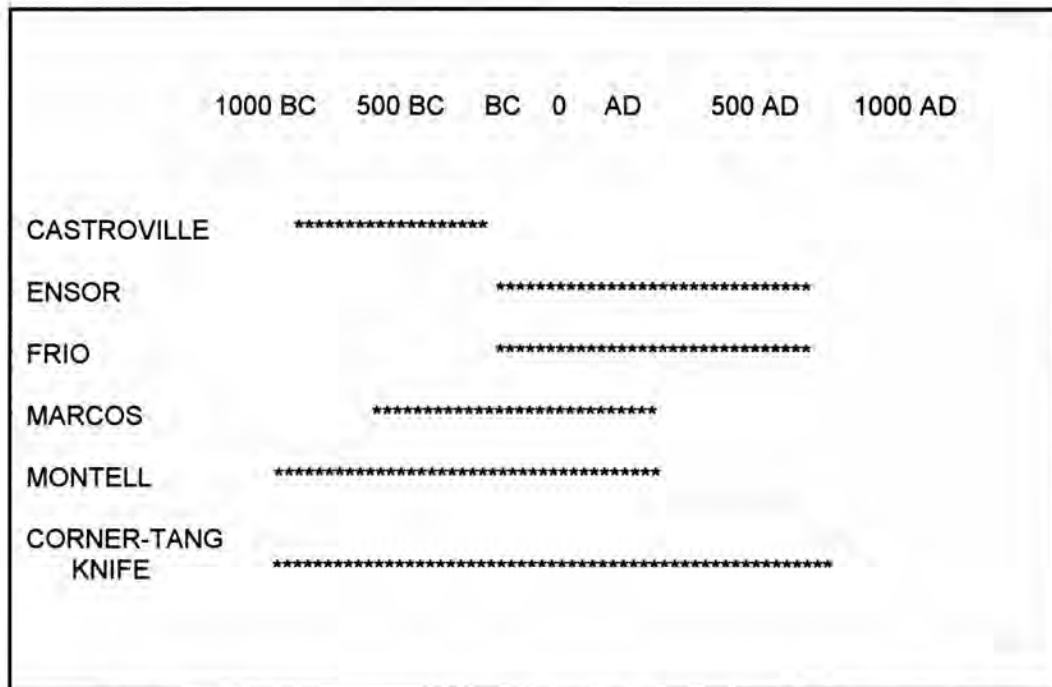 1000 BC 500 BC BC 0 AD 500 AD 1000 AD
CASTROVILLE
ENSOR
FRIO
MARCOS
MONTELL
CORNER-TANG
KNIFE